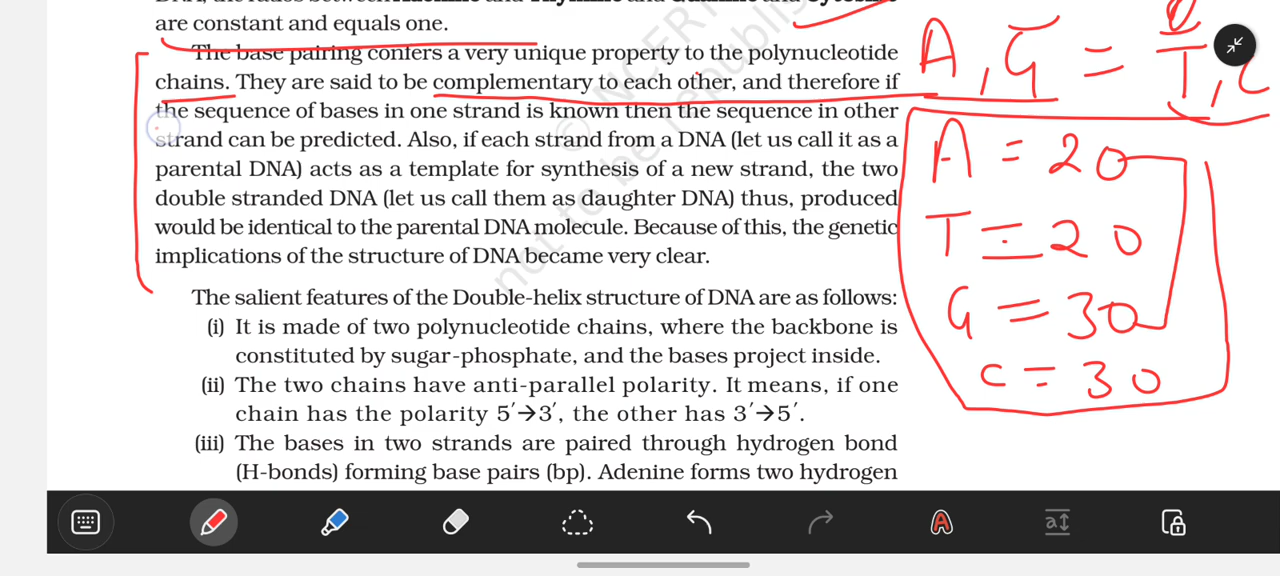 are constant and equals one.
The base pairing confers a very unique property to the polynucleotide
chains. They are said to be complementary to each other, and therefore if
the sequence of bases in one strand is known then the sequence in other
strand can be predicted. Also, if each strand from a DNA (let us call it as a
parental DNA) acts as a template for synthesis of a new strand, the two
double stranded DNA (let us call them as daughter DNA) thus, produced
would be identical to the parental DNA molecule. Because of this, the genetic
implications of the structure of DNA became very clear.
The salient features of the Double-helix structure of DNA are as follows:
(i) It is made of two polynucleotide chains, where the backbone is
constituted by sugar-phosphate, and the bases project inside.
(ii) The two chains have anti-parallel polarity. It means, if one
chain has the polarity 5′→3′, the other has 3′→5′.
(iii) The bases in two strands are paired through hydrogen bond
(H-bonds) forming base pairs (bp). Adenine forms two hydrogen
A, G = T, C
A = 20
T = 20
G = 30
C = 30
© NCERT
not to be republis